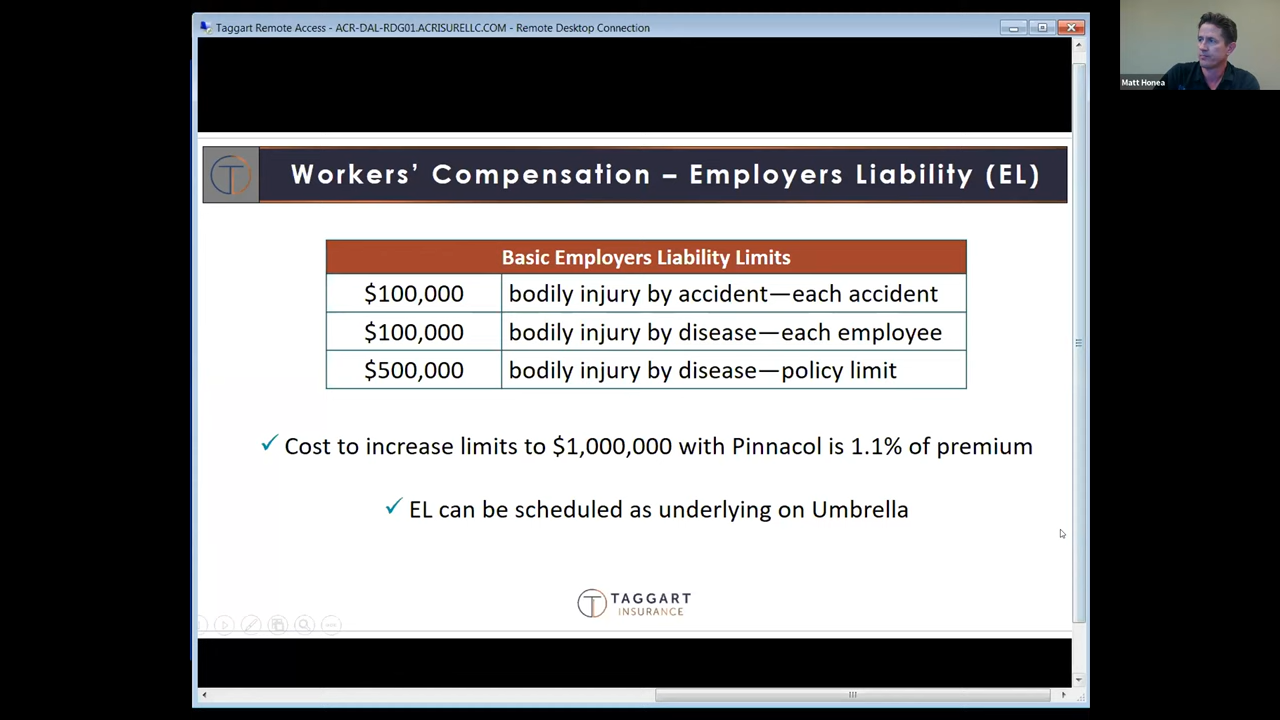 Taggart Remote Access - ACR-DAL-RDG01.ACRISURELLC.COM - Remote Desktop Connection
Matt Honea
Workers’ Compensation – Employers Liability (EL)
Basic Employers Liability Limits
$100,000 bodily injury by accident—each accident
$100,000 bodily injury by disease—each employee
$500,000 bodily injury by disease—policy limit
✓ Cost to increase limits to $1,000,000 with Pinnacol is 1.1% of premium
✓ EL can be scheduled as underlying on Umbrella
TAGGART
INSURANCE